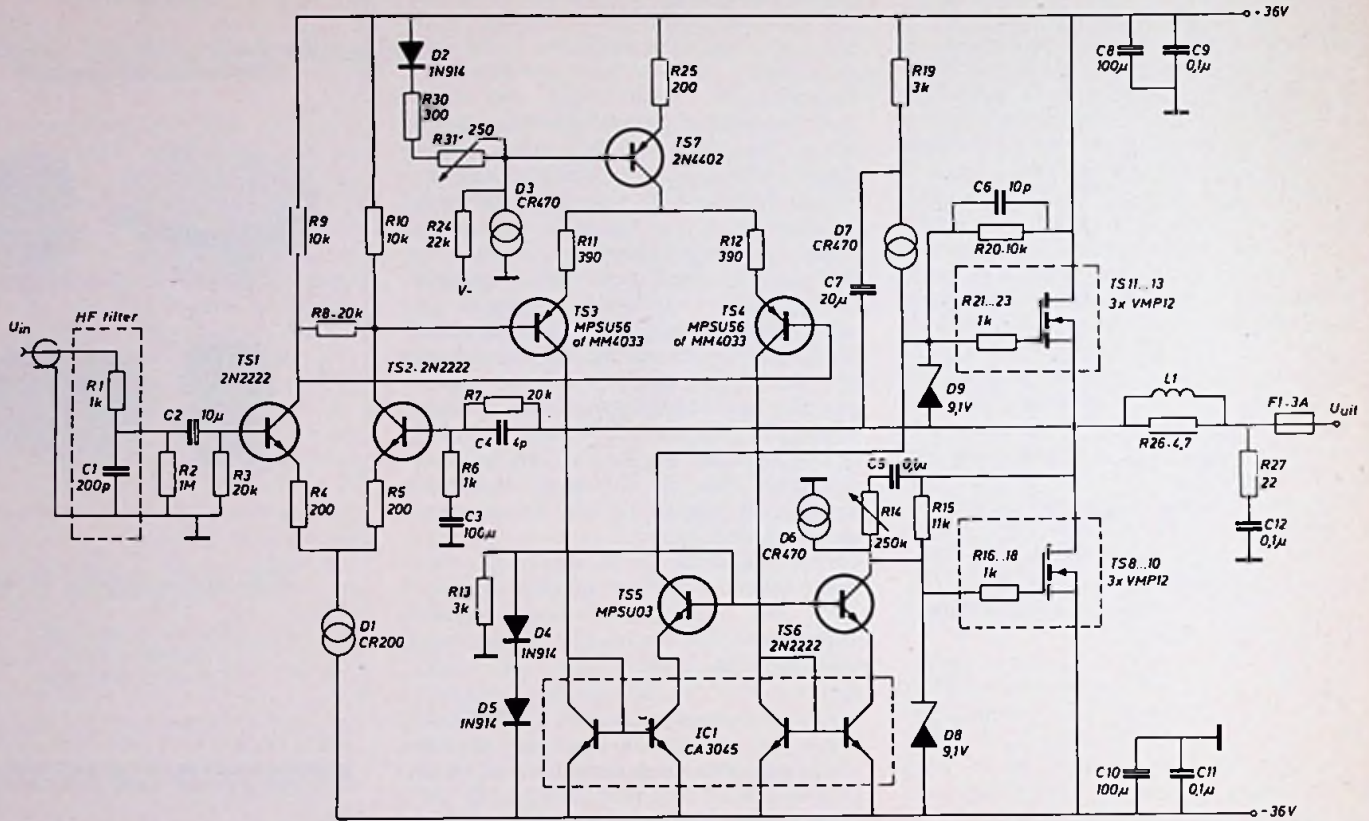 +36V
D2
1N914
R30
300
R31'
250
R25
200
TS7
2N4402
R19
3k
C8
100µ
C9
0,1µ
R9
10k
R10
10k
D3
CR470
R24
22k
V-
R11
390
R12
390
D7
CR470
C7
20µ
C6
10p
R20-10k
TS11...13
3x VMP12
R21...23
1k
Uin
HF filter
R1
1k
C1
200p
C2
10µ
R2
1M
R3
20k
TS1
2N2222
R8-20k
TS2-2N2222
TS3
MPSU56
of MM4033
TS4
MPSU56
of MM4033
R7
20k
C4
4p
D9
9,1V
L1
R26-4,7
F1-3A
Uuit
R27
22
C12
0,1µ
R4
200
R5
200
R6
1k
C3
100µ
C5
0,1µ
R14
250k
R15
11k
D6
CR470
R16...18
1k
TS8...10
3x VMP12
D1
CR200
R13
3k
D4
1N914
D5
1N914
TS5
MPSU03
TS6
2N2222
IC1
CA3045
D8
9,1V
C10
100µ
C11
0,1µ
-36V